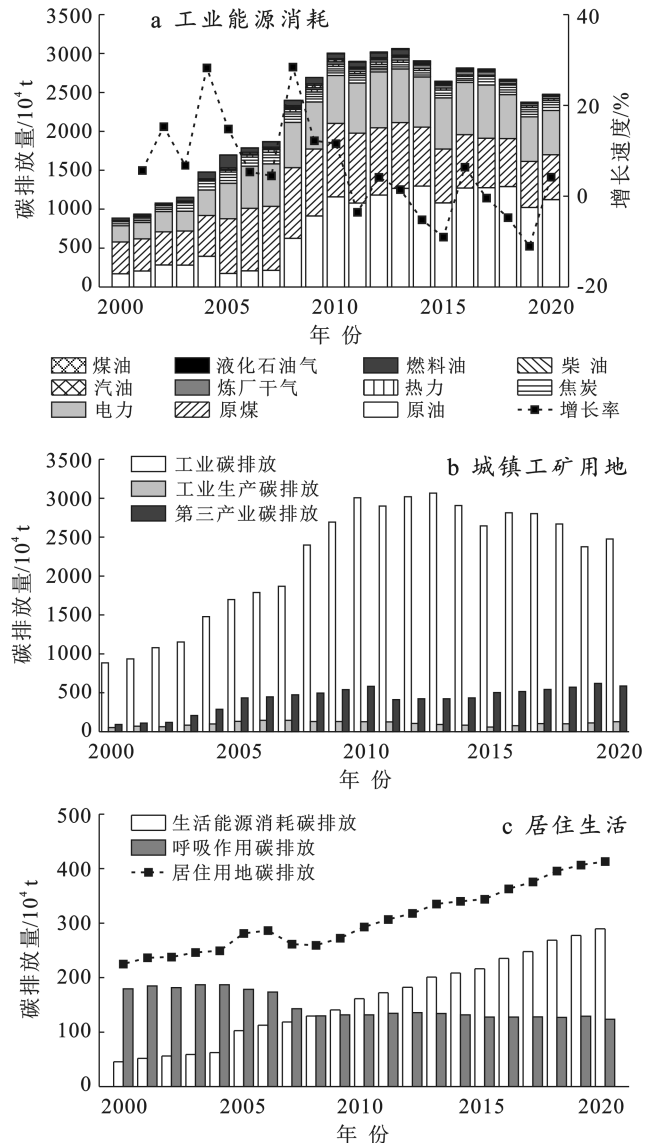 a 工业能源消耗
3500
3000
2500
2000
1500
1000
500
0
碳排放量/10⁴ t
40
20
0
-20
增长速度/%
2000 2005 2010 2015 2020
年 份
煤油 液化石油气 燃料油 柴 油
汽油 炼厂干气 热力 焦炭
电力 原煤 原油 增长率
b 城镇工矿用地
3500
3000
2500
2000
1500
1000
500
0
碳排放量/10⁴ t
工业碳排放
工业生产碳排放
第三产业碳排放
2000 2005 2010 2015 2020
年 份
c 居住生活
500
400
300
200
100
0
碳排放量/10⁴ t
生活能源消耗碳排放
呼吸作用碳排放
居住用地碳排放
2000 2005 2010 2015 2020
年 份